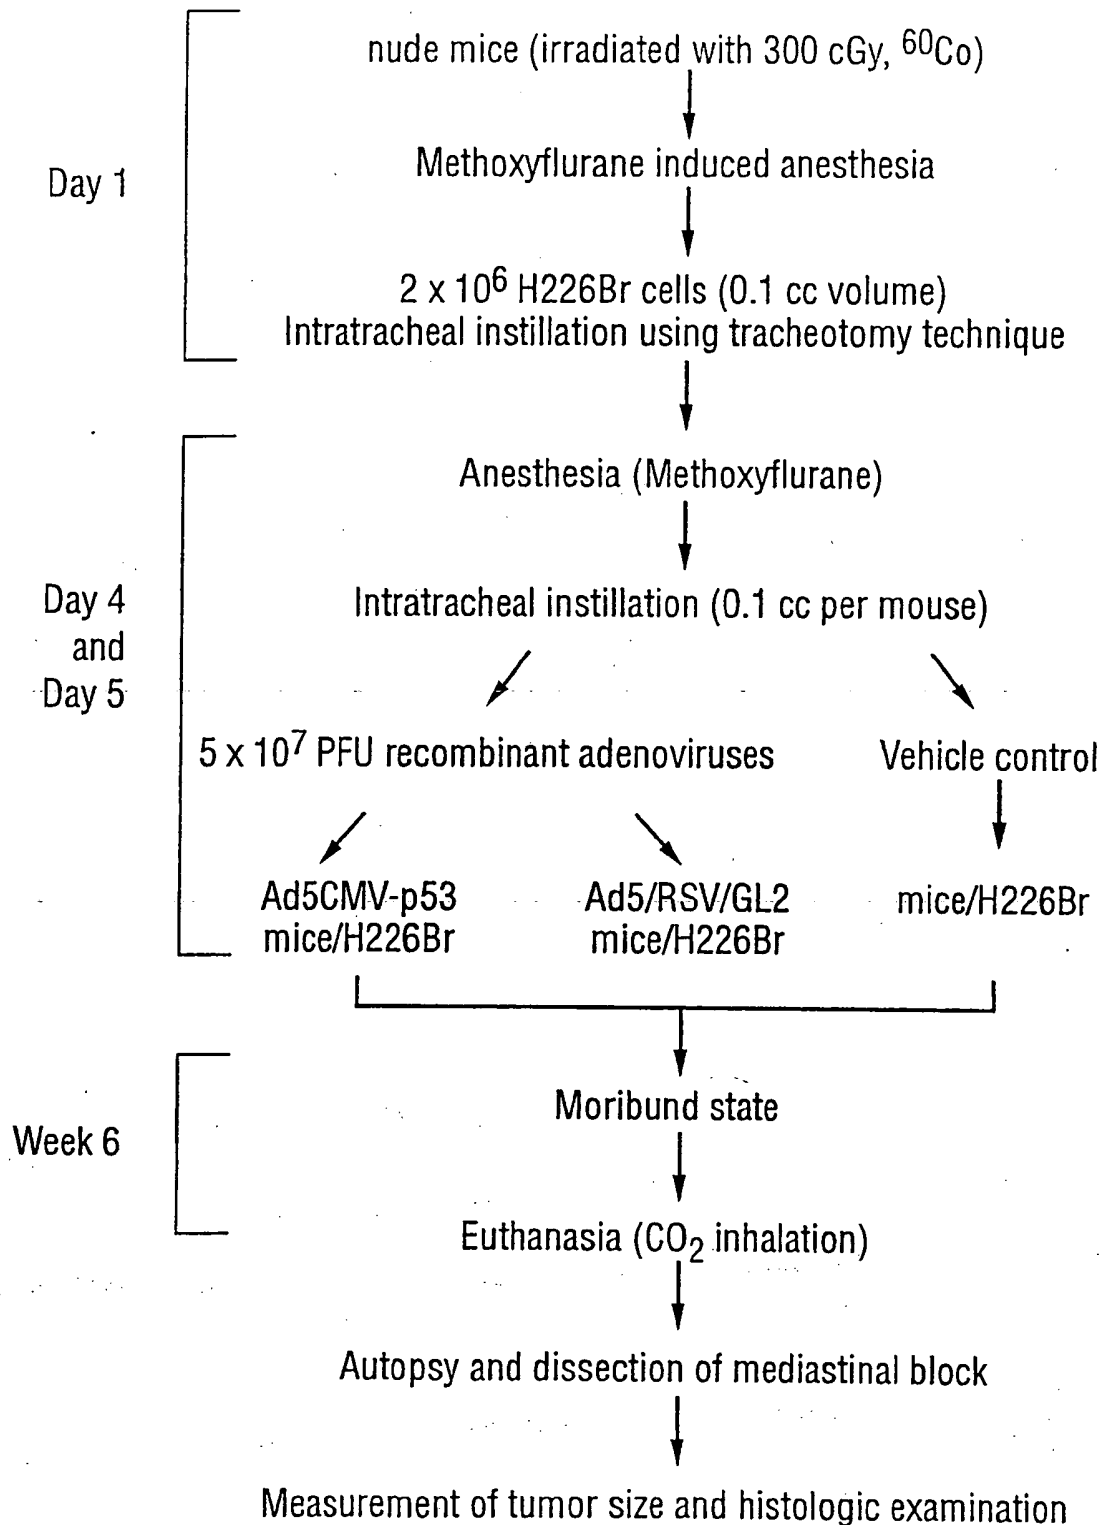 nude mice (irradiated with 300 cGy, ⁶⁰Co)
Day 1
Methoxyflurane induced anesthesia
2 x 10⁶ H226Br cells (0.1 cc volume)
Intratracheal instillation using tracheotomy technique
Anesthesia (Methoxyflurane)
Day 4
and
Day 5
Intratracheal instillation (0.1 cc per mouse)
5 x 10⁷ PFU recombinant adenoviruses
Vehicle control
Ad5CMV-p53
mice/H226Br
Ad5/RSV/GL2
mice/H226Br
mice/H226Br
Week 6
Moribund state
Euthanasia (CO₂ inhalation)
Autopsy and dissection of mediastinal block
Measurement of tumor size and histologic examination